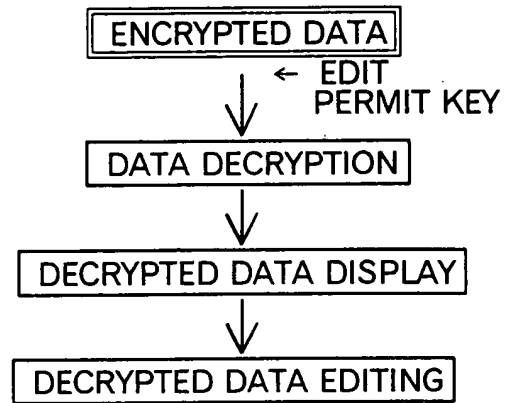 ENCRYPTED DATA
← EDIT
PERMIT KEY
DATA DECRYPTION
DECRYPTED DATA DISPLAY
DECRYPTED DATA EDITING